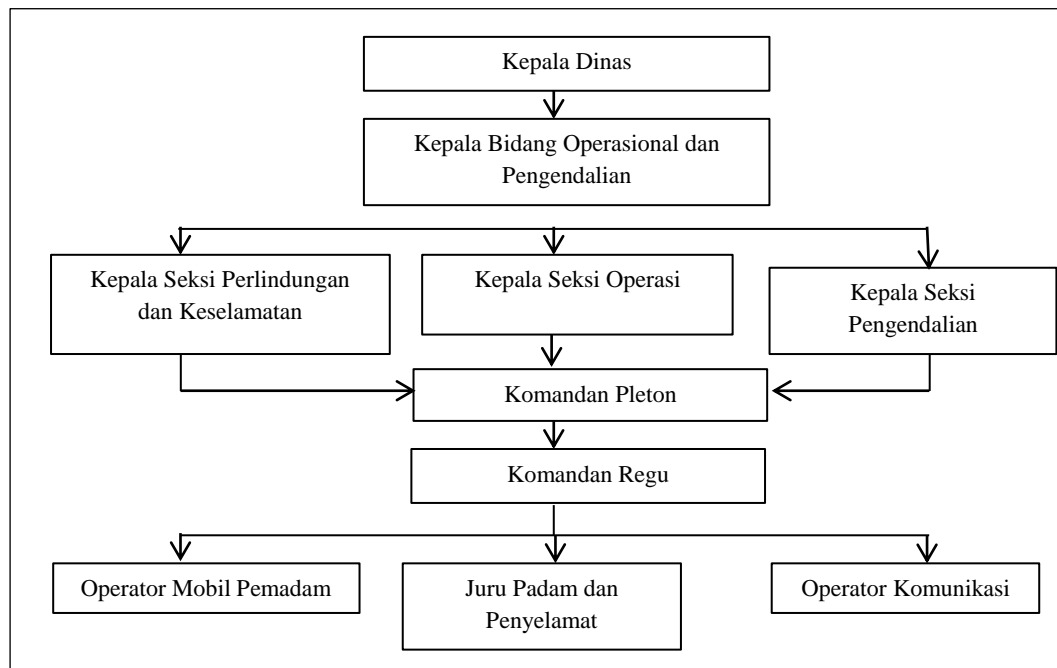 Kepala Dinas
Kepala Bidang Operasional dan
Pengendalian
Kepala Seksi Perlindungan
dan Keselamatan
Kepala Seksi Operasi
Kepala Seksi
Pengendalian
Komandan Pleton
Komandan Regu
Operator Mobil Pemadam
Juru Padam dan
Penyelamat
Operator Komunikasi